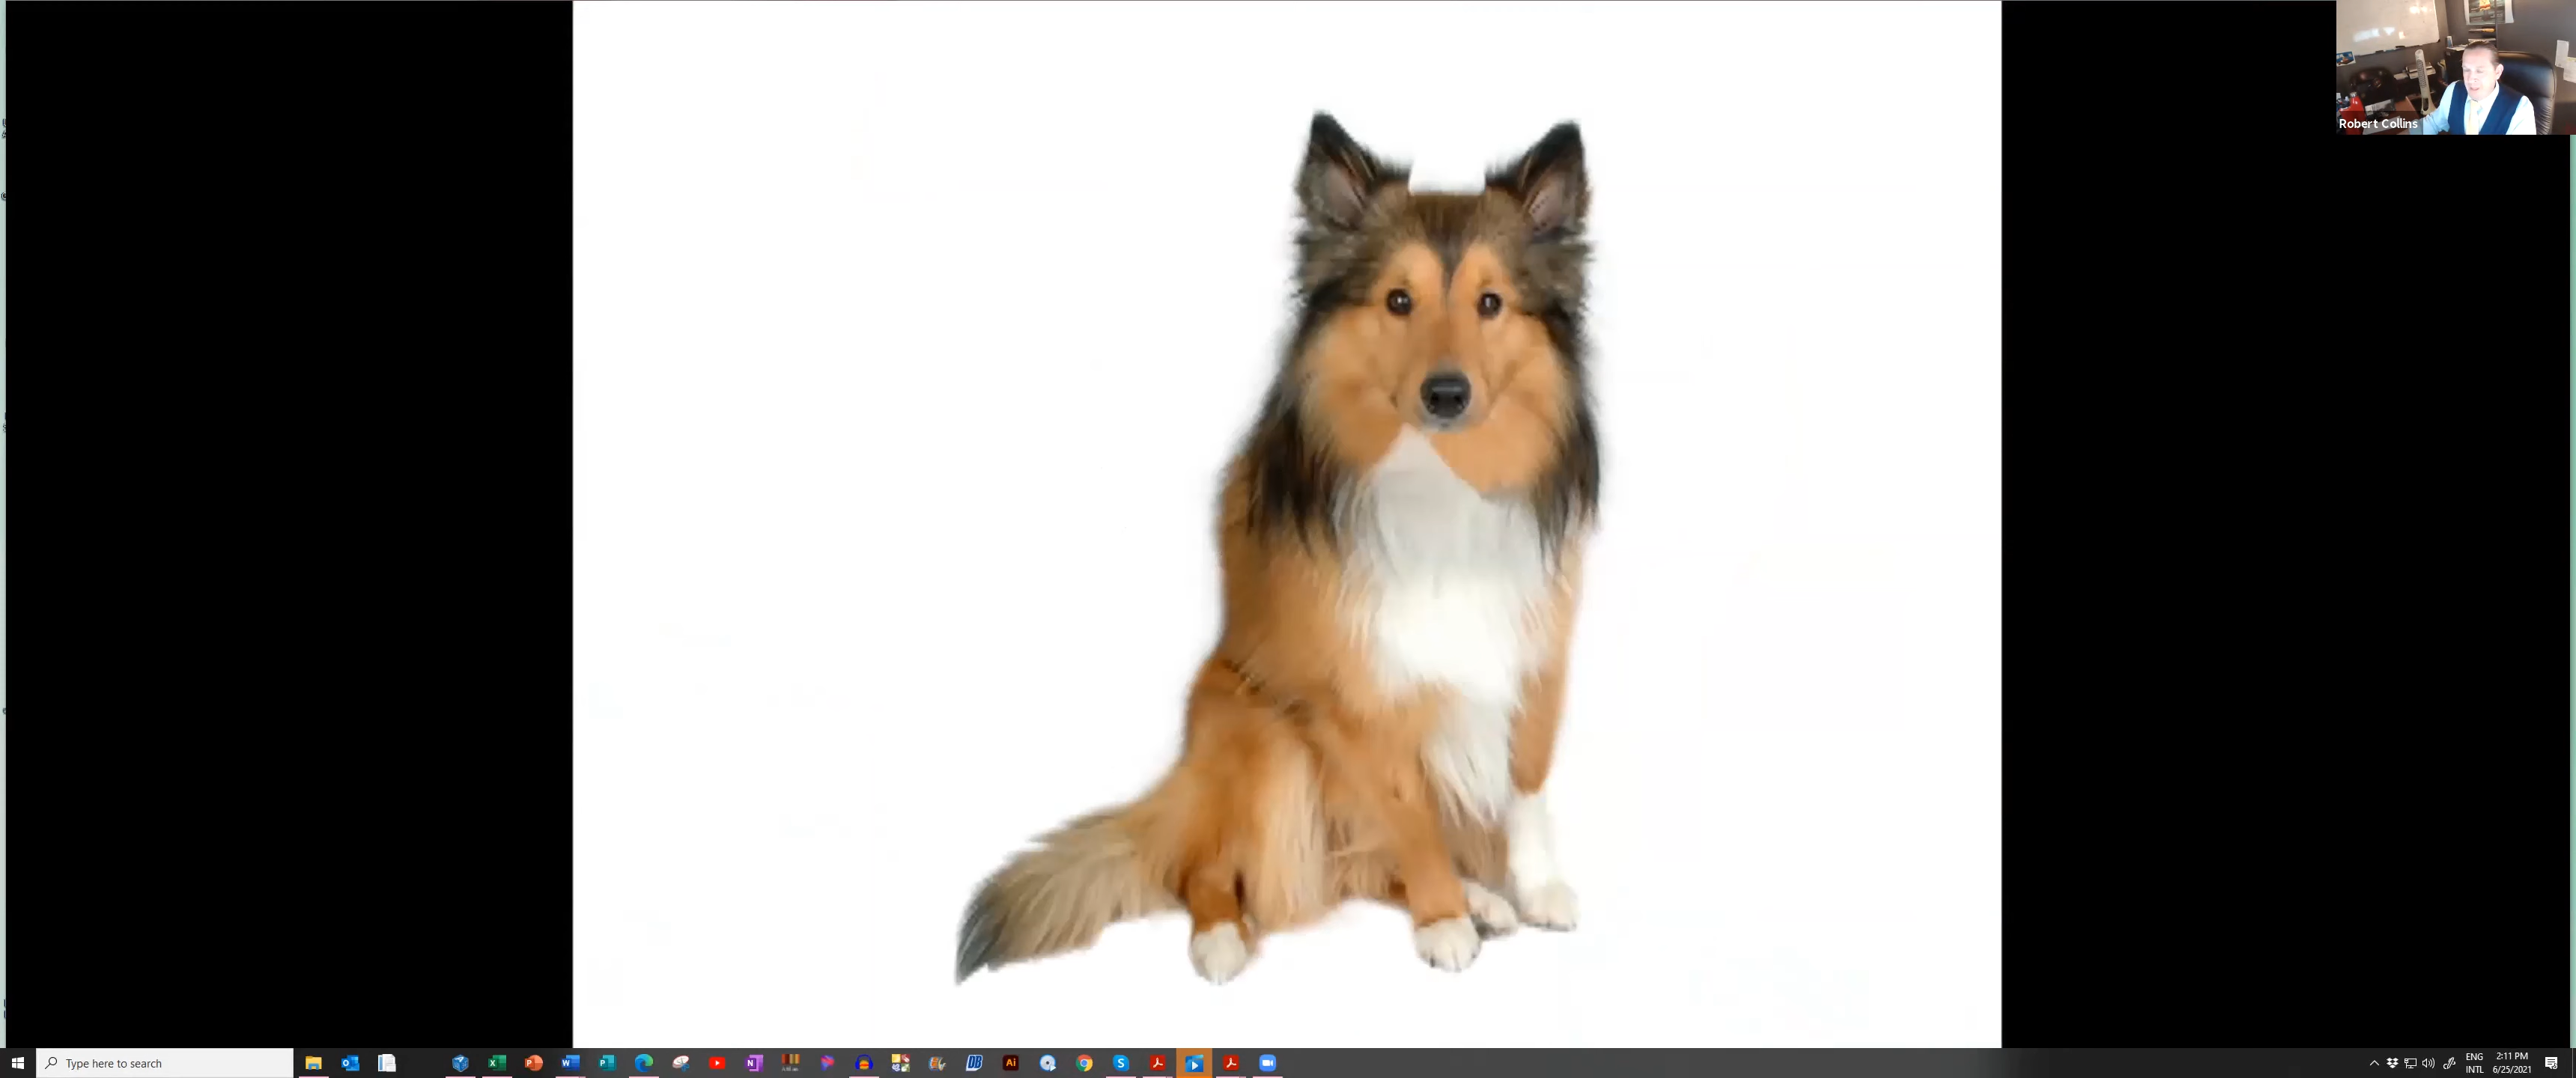 Robert Collins
Type here to search
ENG
INTL
2:11 PM
6/25/2021